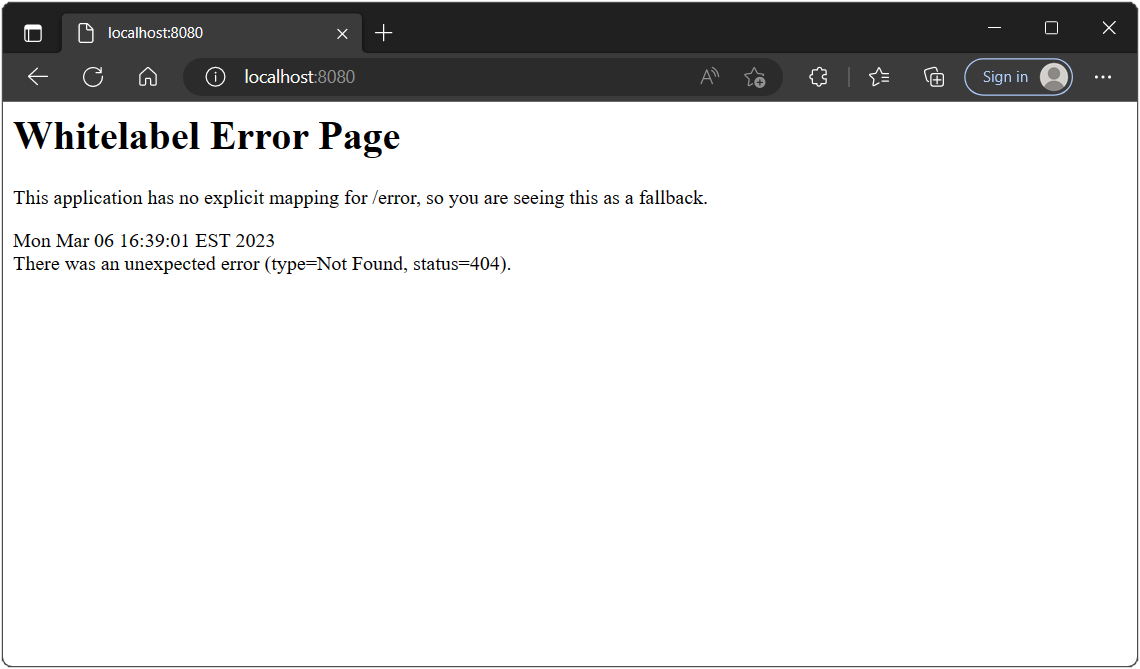 localhost:8080
localhost:8080
Sign in
Whitelabel Error Page
This application has no explicit mapping for /error, so you are seeing this as a fallback.
Mon Mar 06 16:39:01 EST 2023
There was an unexpected error (type=Not Found, status=404).